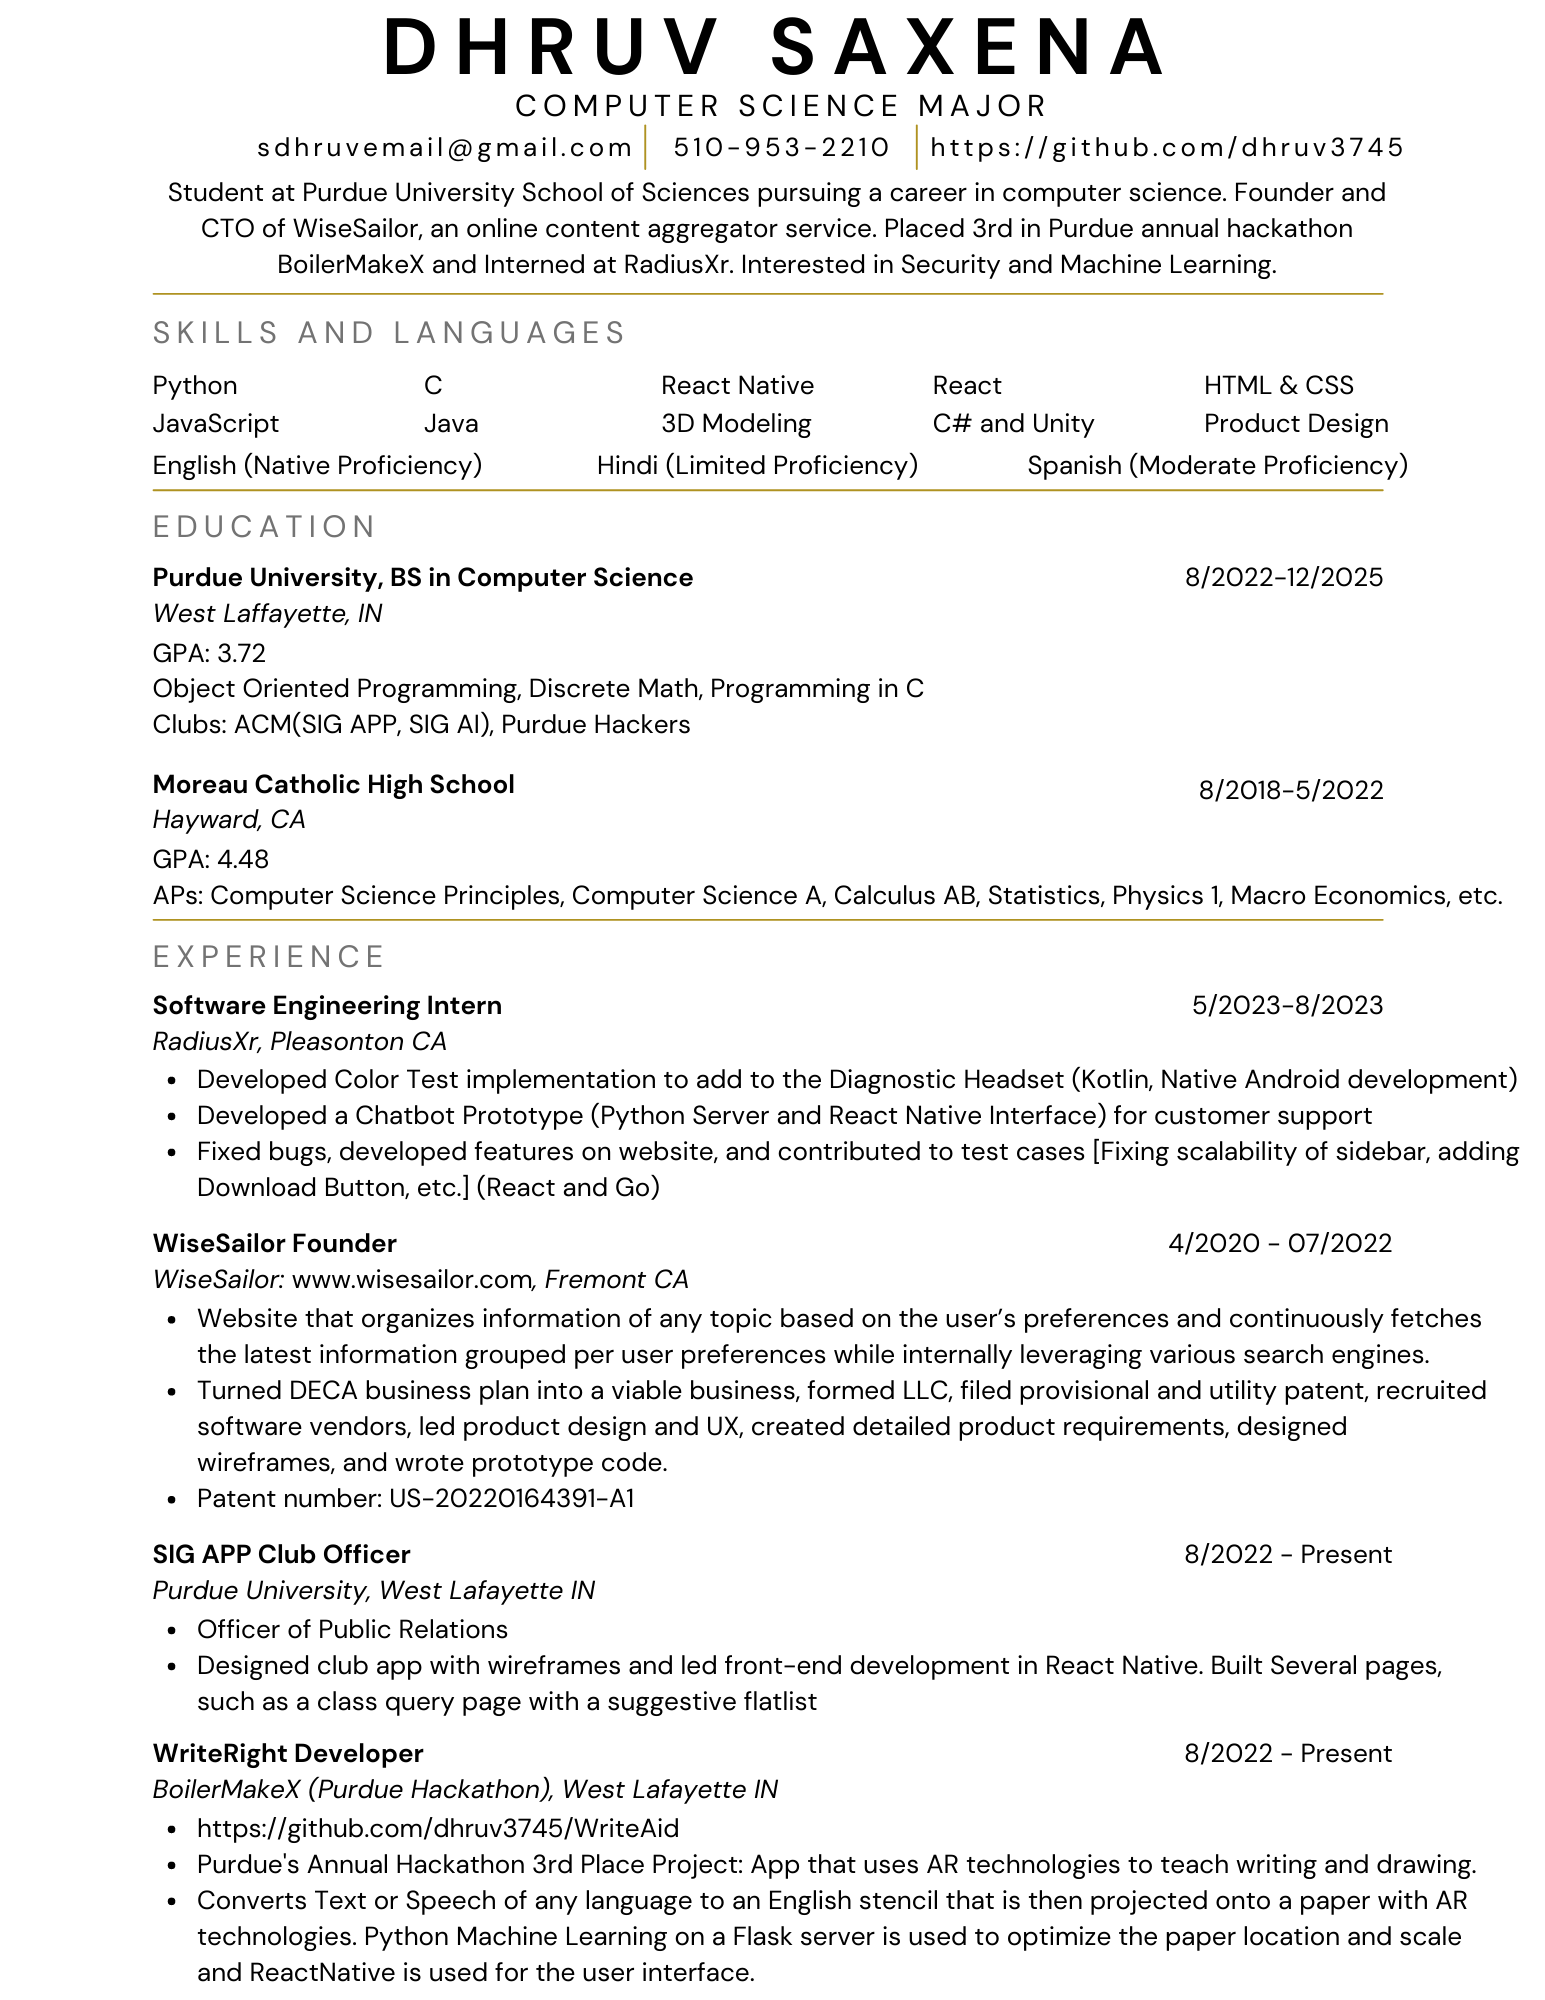 DHRUV SAXENA
COMPUTER SCIENCE MAJOR
sdhruvemail@gmail.com 510-953-2210 https://github.com/dhruv3745
Student at Purdue University School of Sciences pursuing a career in computer science. Founder and
CTO of WiseSailor, an online content aggregator service. Placed 3rd in Purdue annual hackathon
BoilerMakeX and Interned at RadiusXr. Interested in Security and Machine Learning.
SKILLS AND LANGUAGES
Python C React Native React HTML & CSS
JavaScript Java 3D Modeling C# and Unity Product Design
English (Native Proficiency) Hindi (Limited Proficiency) Spanish (Moderate Proficiency)
EDUCATION
Purdue University, BS in Computer Science 8/2022-12/2025
West Laffayette, IN
GPA: 3.72
Object Oriented Programming, Discrete Math, Programming in C
Clubs: ACM(SIG APP, SIG AI), Purdue Hackers
Moreau Catholic High School 8/2018-5/2022
Hayward, CA
GPA: 4.48
APs: Computer Science Principles, Computer Science A, Calculus AB, Statistics, Physics 1, Macro Economics, etc.
EXPERIENCE
Software Engineering Intern 5/2023-8/2023
RadiusXr, Pleasonton CA
• Developed Color Test implementation to add to the Diagnostic Headset (Kotlin, Native Android development)
• Developed a Chatbot Prototype (Python Server and React Native Interface) for customer support
• Fixed bugs, developed features on website, and contributed to test cases [Fixing scalability of sidebar, adding
Download Button, etc.] (React and Go)
WiseSailor Founder 4/2020 - 07/2022
WiseSailor: www.wisesailor.com, Fremont CA
• Website that organizes information of any topic based on the user’s preferences and continuously fetches
the latest information grouped per user preferences while internally leveraging various search engines.
• Turned DECA business plan into a viable business, formed LLC, filed provisional and utility patent, recruited
software vendors, led product design and UX, created detailed product requirements, designed
wireframes, and wrote prototype code.
• Patent number: US-20220164391-A1
SIG APP Club Officer 8/2022 - Present
Purdue University, West Lafayette IN
• Officer of Public Relations
• Designed club app with wireframes and led front-end development in React Native. Built Several pages,
such as a class query page with a suggestive flatlist
WriteRight Developer 8/2022 - Present
BoilerMakeX (Purdue Hackathon), West Lafayette IN
• https://github.com/dhruv3745/WriteAid
• Purdue's Annual Hackathon 3rd Place Project: App that uses AR technologies to teach writing and drawing.
• Converts Text or Speech of any language to an English stencil that is then projected onto a paper with AR
technologies. Python Machine Learning on a Flask server is used to optimize the paper location and scale
and ReactNative is used for the user interface.